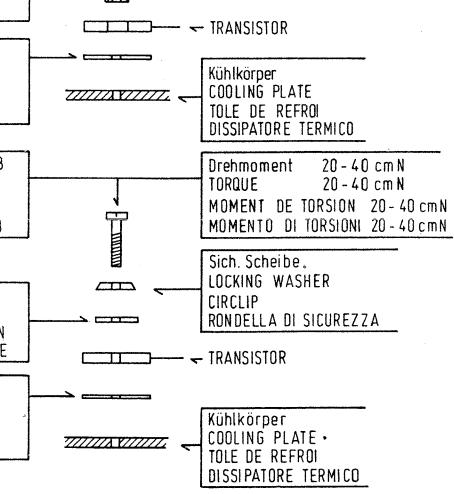 TRANSISTOR
Kühlkörper
COOLING PLATE
TOLE DE REFROI
DISSIPATORE TERMICO
Drehmoment 20-40 cmN
TORQUE 20-40 cmN
MOMENT DE TORSION 20-40 cmN
MOMENTO DI TORSIONI 20-40 cmN
Sich. Scheibe.
LOCKING WASHER
CIRCLIP
RONDELLA DI SICUREZZA
TRANSISTOR
Kühlkörper
COOLING PLATE
TOLE DE REFROI
DISSIPATORE TERMICO